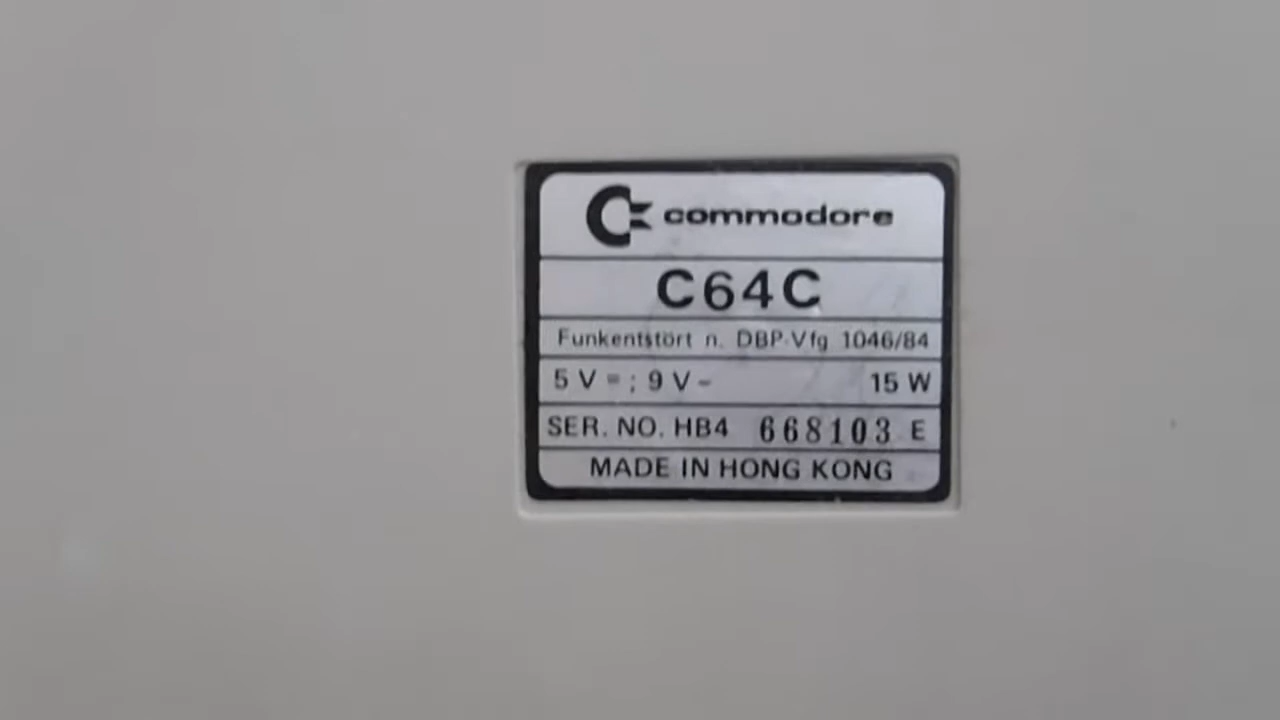 commodore
C64C
Funkentstört n. DBP-Vfg 1046/84
5 V = ; 9 V ~ 15 W
SER. NO. HB4 668103 E
MADE IN HONG KONG